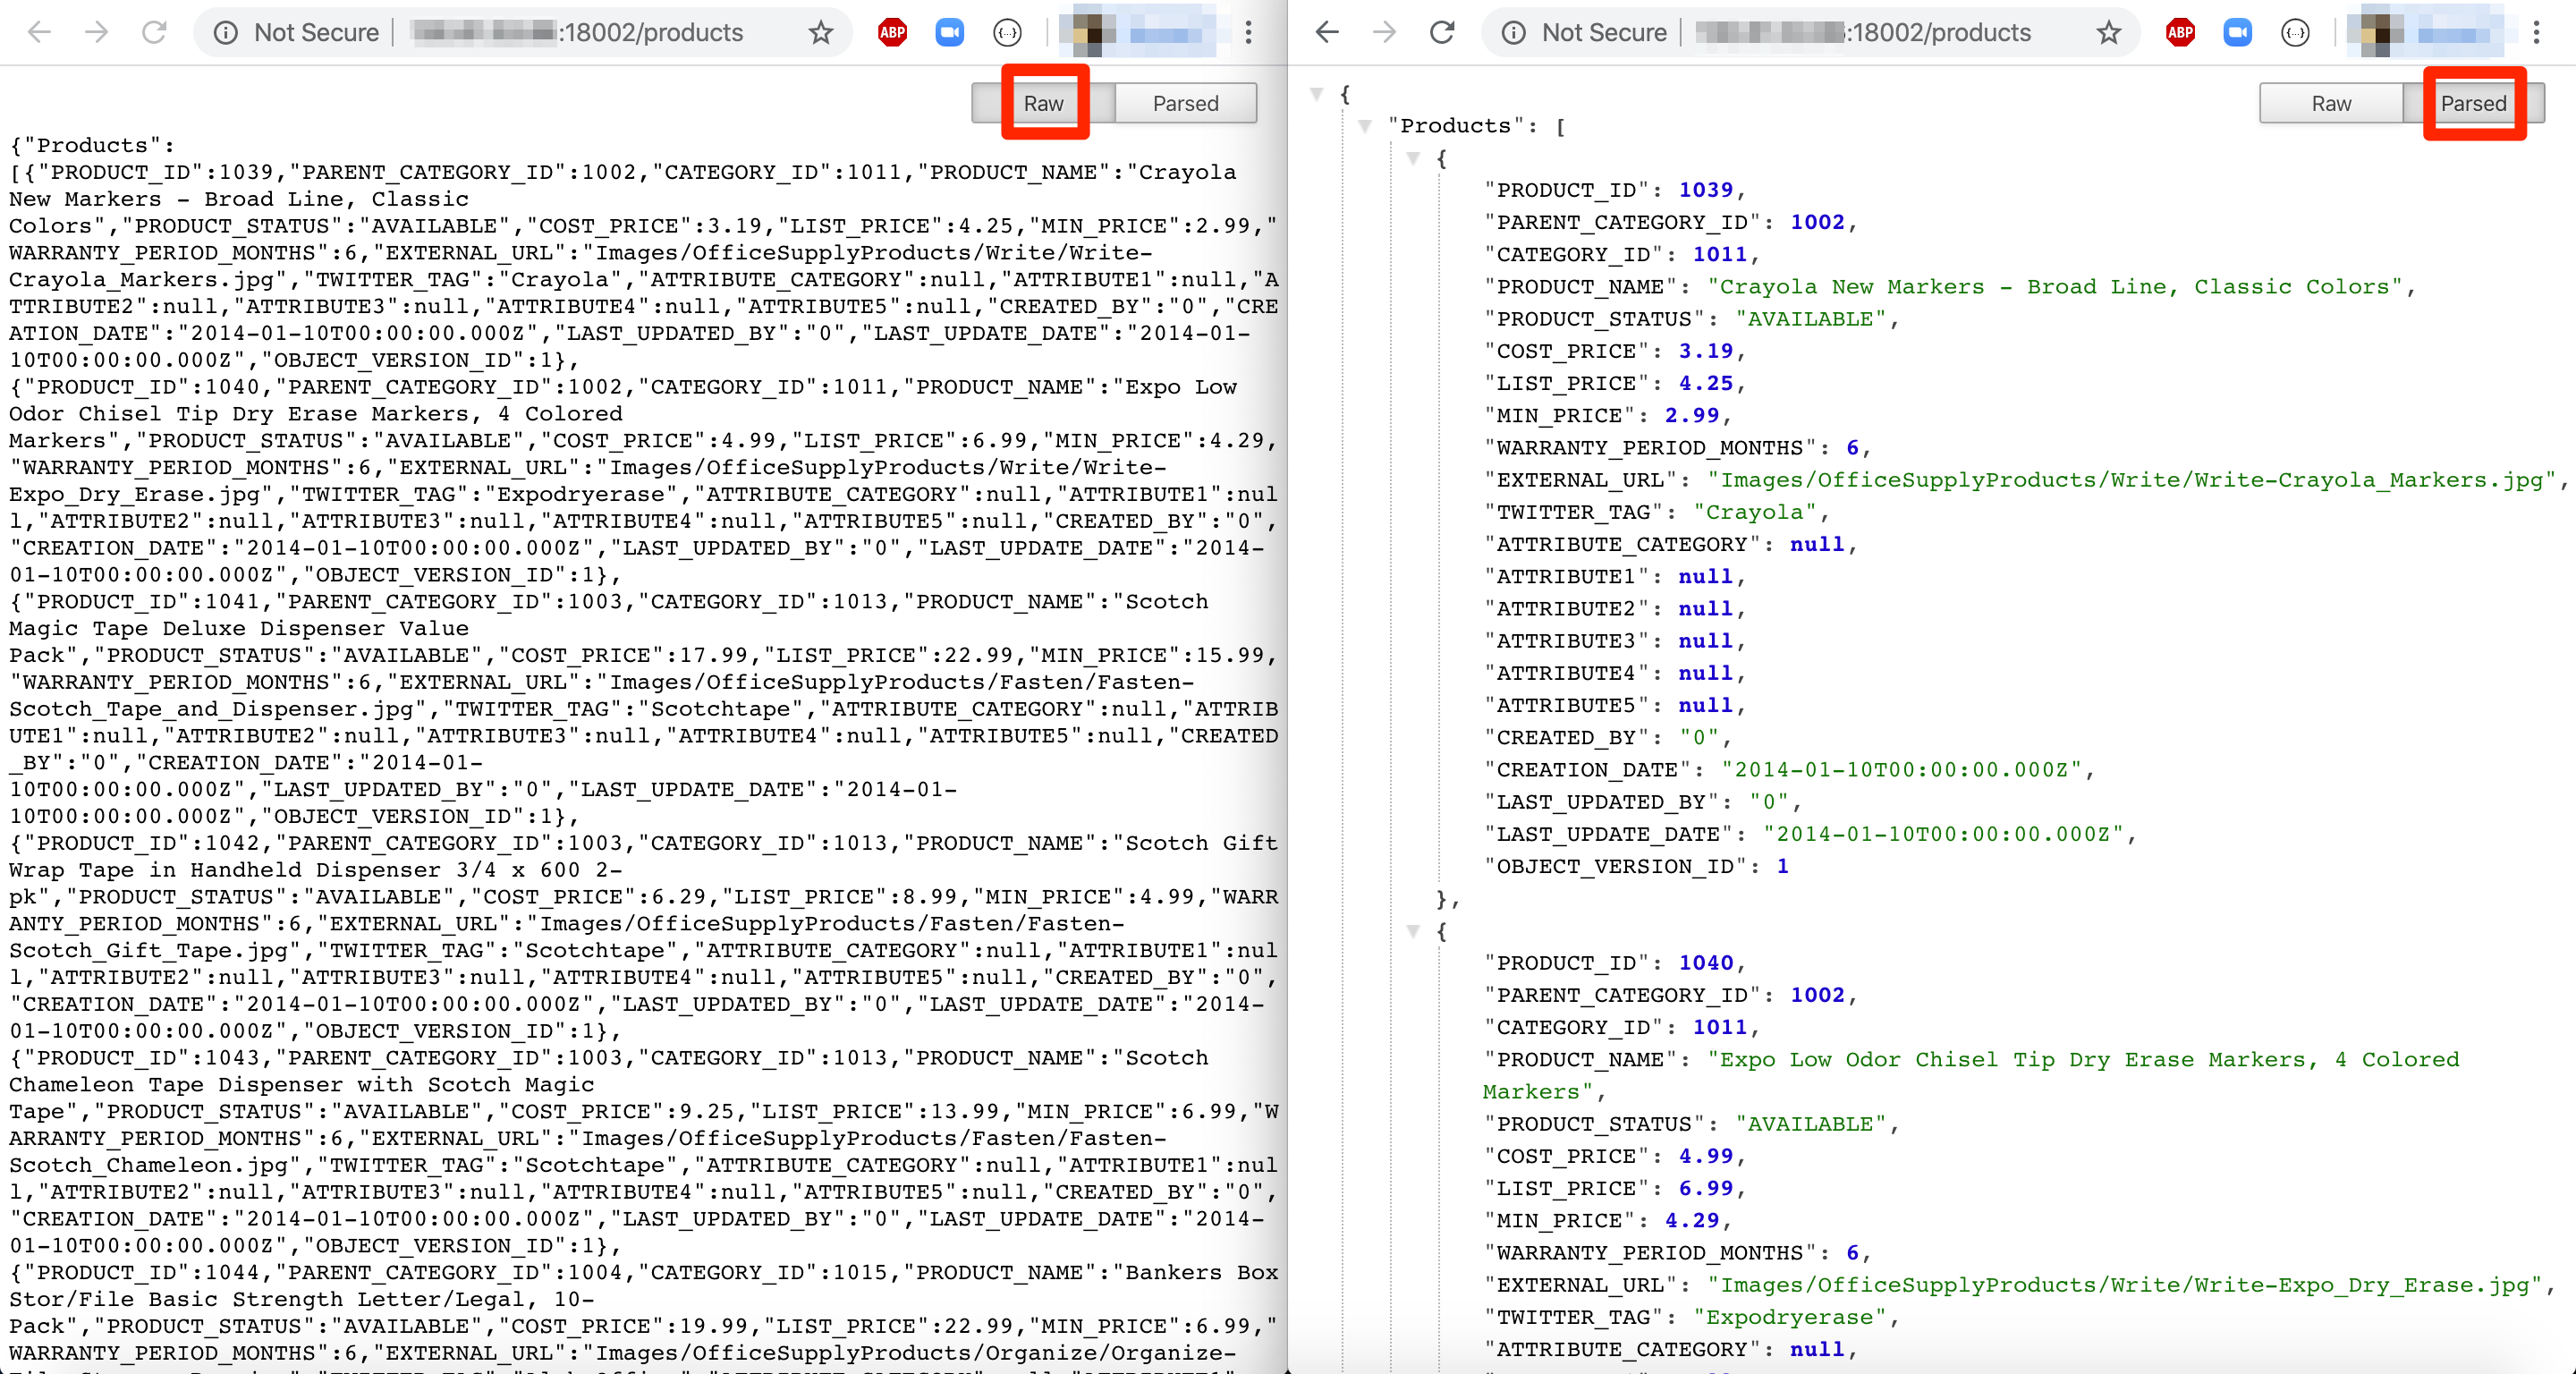 Not Secure :18002/products
ABP
Raw Parsed
{"Products":
[{"PRODUCT_ID":1039,"PARENT_CATEGORY_ID":1002,"CATEGORY_ID":1011,"PRODUCT_NAME":"Crayola
New Markers - Broad Line, Classic
Colors","PRODUCT_STATUS":"AVAILABLE","COST_PRICE":3.19,"LIST_PRICE":4.25,"MIN_PRICE":2.99,"
WARRANTY_PERIOD_MONTHS":6,"EXTERNAL_URL":"Images/OfficeSupplyProducts/Write/Write-
Crayola_Markers.jpg","TWITTER_TAG":"Crayola","ATTRIBUTE_CATEGORY":null,"ATTRIBUTE1":null,"A
TTRIBUTE2":null,"ATTRIBUTE3":null,"ATTRIBUTE4":null,"ATTRIBUTE5":null,"CREATED_BY":"0","CRE
ATION_DATE":"2014-01-10T00:00:00.000Z","LAST_UPDATED_BY":"0","LAST_UPDATE_DATE":"2014-01-
10T00:00:00.000Z","OBJECT_VERSION_ID":1},
{"PRODUCT_ID":1040,"PARENT_CATEGORY_ID":1002,"CATEGORY_ID":1011,"PRODUCT_NAME":"Expo Low
Odor Chisel Tip Dry Erase Markers, 4 Colored
Markers","PRODUCT_STATUS":"AVAILABLE","COST_PRICE":4.99,"LIST_PRICE":6.99,"MIN_PRICE":4.29,
"WARRANTY_PERIOD_MONTHS":6,"EXTERNAL_URL":"Images/OfficeSupplyProducts/Write/Write-
Expo_Dry_Erase.jpg","TWITTER_TAG":"Expodryerase","ATTRIBUTE_CATEGORY":null,"ATTRIBUTE1":nul
l,"ATTRIBUTE2":null,"ATTRIBUTE3":null,"ATTRIBUTE4":null,"ATTRIBUTE5":null,"CREATED_BY":"0",
"CREATION_DATE":"2014-01-10T00:00:00.000Z","LAST_UPDATED_BY":"0","LAST_UPDATE_DATE":"2014-
01-10T00:00:00.000Z","OBJECT_VERSION_ID":1},
{"PRODUCT_ID":1041,"PARENT_CATEGORY_ID":1003,"CATEGORY_ID":1013,"PRODUCT_NAME":"Scotch
Magic Tape Deluxe Dispenser Value
Pack","PRODUCT_STATUS":"AVAILABLE","COST_PRICE":17.99,"LIST_PRICE":22.99,"MIN_PRICE":15.99,
"WARRANTY_PERIOD_MONTHS":6,"EXTERNAL_URL":"Images/OfficeSupplyProducts/Fasten/Fasten-
Scotch_Tape_and_Dispenser.jpg","TWITTER_TAG":"Scotchtape","ATTRIBUTE_CATEGORY":null,"ATTRIB
UTE1":null,"ATTRIBUTE2":null,"ATTRIBUTE3":null,"ATTRIBUTE4":null,"ATTRIBUTE5":null,"CREATED
_BY":"0","CREATION_DATE":"2014-01-
10T00:00:00.000Z","LAST_UPDATED_BY":"0","LAST_UPDATE_DATE":"2014-01-
10T00:00:00.000Z","OBJECT_VERSION_ID":1},
{"PRODUCT_ID":1042,"PARENT_CATEGORY_ID":1003,"CATEGORY_ID":1013,"PRODUCT_NAME":"Scotch Gift
Wrap Tape in Handheld Dispenser 3/4 x 600 2-
pk","PRODUCT_STATUS":"AVAILABLE","COST_PRICE":6.29,"LIST_PRICE":8.99,"MIN_PRICE":4.99,"WARR
ANTY_PERIOD_MONTHS":6,"EXTERNAL_URL":"Images/OfficeSupplyProducts/Fasten/Fasten-
Scotch_Gift_Tape.jpg","TWITTER_TAG":"Scotchtape","ATTRIBUTE_CATEGORY":null,"ATTRIBUTE1":nul
l,"ATTRIBUTE2":null,"ATTRIBUTE3":null,"ATTRIBUTE4":null,"ATTRIBUTE5":null,"CREATED_BY":"0",
"CREATION_DATE":"2014-01-10T00:00:00.000Z","LAST_UPDATED_BY":"0","LAST_UPDATE_DATE":"2014-
01-10T00:00:00.000Z","OBJECT_VERSION_ID":1},
{"PRODUCT_ID":1043,"PARENT_CATEGORY_ID":1003,"CATEGORY_ID":1013,"PRODUCT_NAME":"Scotch
Chameleon Tape Dispenser with Scotch Magic
Tape","PRODUCT_STATUS":"AVAILABLE","COST_PRICE":9.25,"LIST_PRICE":13.99,"MIN_PRICE":6.99,"W
ARRANTY_PERIOD_MONTHS":6,"EXTERNAL_URL":"Images/OfficeSupplyProducts/Fasten/Fasten-
Scotch_Chameleon.jpg","TWITTER_TAG":"Scotchtape","ATTRIBUTE_CATEGORY":null,"ATTRIBUTE1":nul
l,"ATTRIBUTE2":null,"ATTRIBUTE3":null,"ATTRIBUTE4":null,"ATTRIBUTE5":null,"CREATED_BY":"0",
"CREATION_DATE":"2014-01-10T00:00:00.000Z","LAST_UPDATED_BY":"0","LAST_UPDATE_DATE":"2014-
01-10T00:00:00.000Z","OBJECT_VERSION_ID":1},
{"PRODUCT_ID":1044,"PARENT_CATEGORY_ID":1004,"CATEGORY_ID":1015,"PRODUCT_NAME":"Bankers Box
Stor/File Basic Strength Letter/Legal, 10-
Pack","PRODUCT_STATUS":"AVAILABLE","COST_PRICE":19.99,"LIST_PRICE":22.99,"MIN_PRICE":6.99,"
WARRANTY_PERIOD_MONTHS":6,"EXTERNAL_URL":"Images/OfficeSupplyProducts/Organize/Organize-
Not Secure :18002/products
ABP
Raw Parsed
{
"Products": [
{
"PRODUCT_ID": 1039,
"PARENT_CATEGORY_ID": 1002,
"CATEGORY_ID": 1011,
"PRODUCT_NAME": "Crayola New Markers - Broad Line, Classic Colors",
"PRODUCT_STATUS": "AVAILABLE",
"COST_PRICE": 3.19,
"LIST_PRICE": 4.25,
"MIN_PRICE": 2.99,
"WARRANTY_PERIOD_MONTHS": 6,
"EXTERNAL_URL": "Images/OfficeSupplyProducts/Write/Write-Crayola_Markers.jpg",
"TWITTER_TAG": "Crayola",
"ATTRIBUTE_CATEGORY": null,
"ATTRIBUTE1": null,
"ATTRIBUTE2": null,
"ATTRIBUTE3": null,
"ATTRIBUTE4": null,
"ATTRIBUTE5": null,
"CREATED_BY": "0",
"CREATION_DATE": "2014-01-10T00:00:00.000Z",
"LAST_UPDATED_BY": "0",
"LAST_UPDATE_DATE": "2014-01-10T00:00:00.000Z",
"OBJECT_VERSION_ID": 1
},
{
"PRODUCT_ID": 1040,
"PARENT_CATEGORY_ID": 1002,
"CATEGORY_ID": 1011,
"PRODUCT_NAME": "Expo Low Odor Chisel Tip Dry Erase Markers, 4 Colored
Markers",
"PRODUCT_STATUS": "AVAILABLE",
"COST_PRICE": 4.99,
"LIST_PRICE": 6.99,
"MIN_PRICE": 4.29,
"WARRANTY_PERIOD_MONTHS": 6,
"EXTERNAL_URL": "Images/OfficeSupplyProducts/Write/Write-Expo_Dry_Erase.jpg",
"TWITTER_TAG": "Expodryerase",
"ATTRIBUTE_CATEGORY": null,